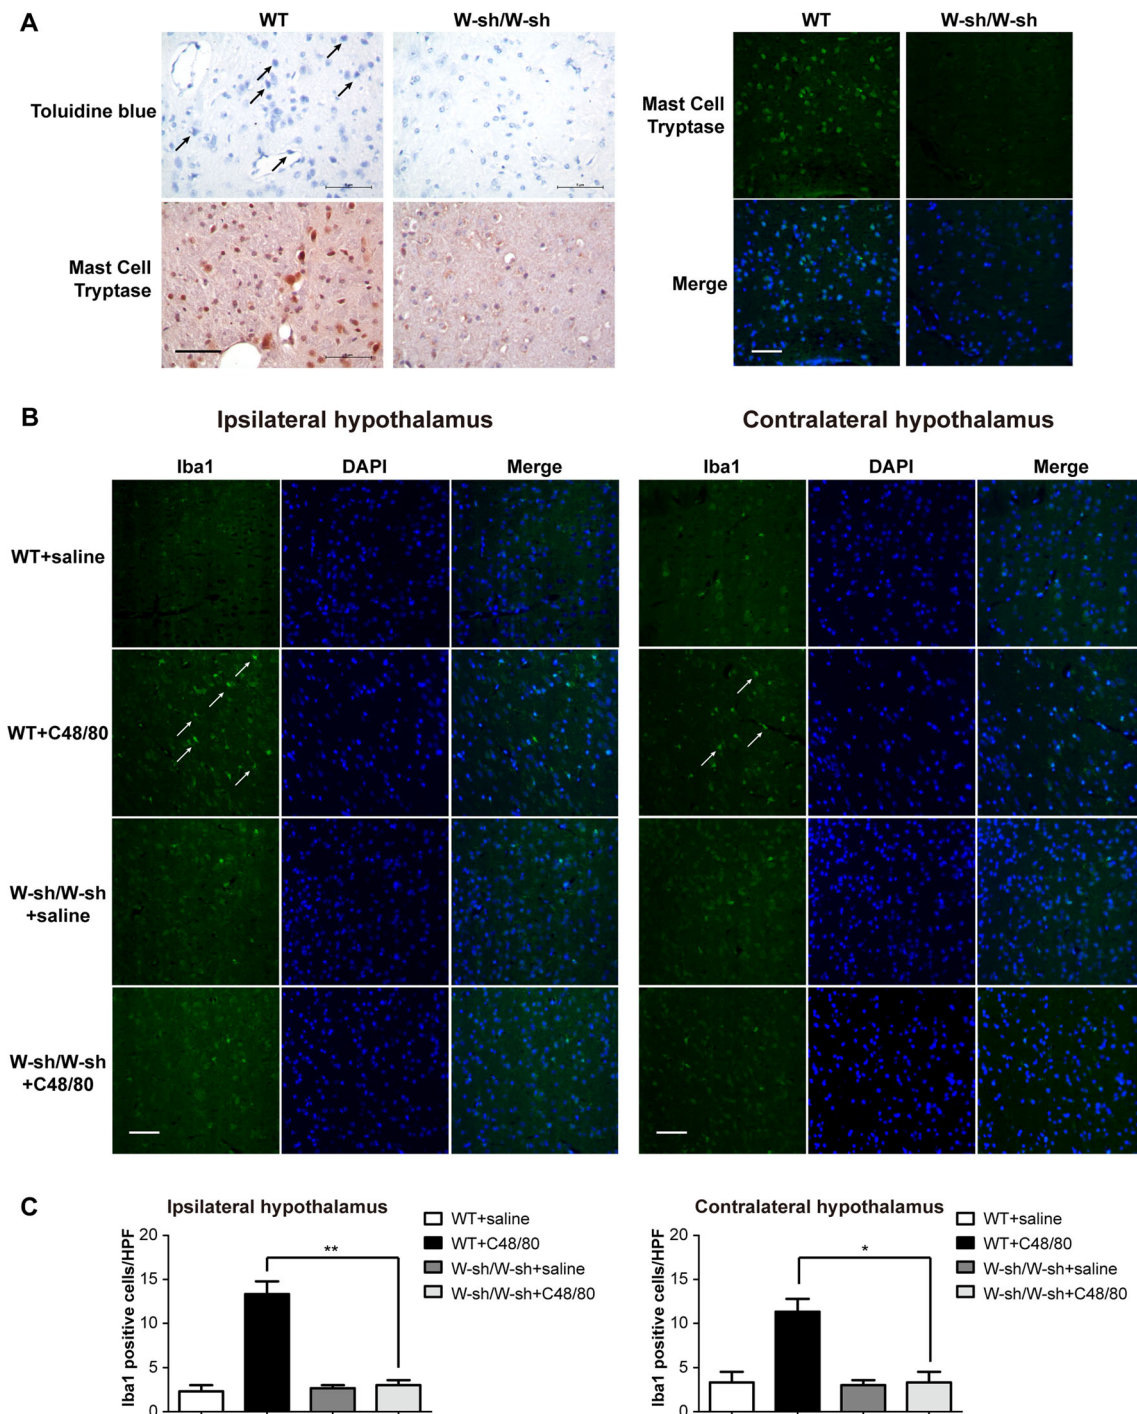 A
WT
W-sh/W-sh
WT
W-sh/W-sh
Toluidine blue
Mast Cell
Tryptase
Mast Cell
Tryptase
Merge
B
Ipsilateral hypothalamus
Contralateral hypothalamus
Iba1
DAPI
Merge
Iba1
DAPI
Merge
WT+saline
WT+C48/80
W-sh/W-sh
+saline
W-sh/W-sh
+C48/80
C
Ipsilateral hypothalamus
Iba1 positive cells/HPF
20
15
10
5
0
**
WT+saline
WT+C48/80
W-sh/W-sh+saline
W-sh/W-sh+C48/80
Contralateral hypothalamus
Iba1 positive cells/HPF
20
15
10
5
0
*
WT+saline
WT+C48/80
W-sh/W-sh+saline
W-sh/W-sh+C48/80